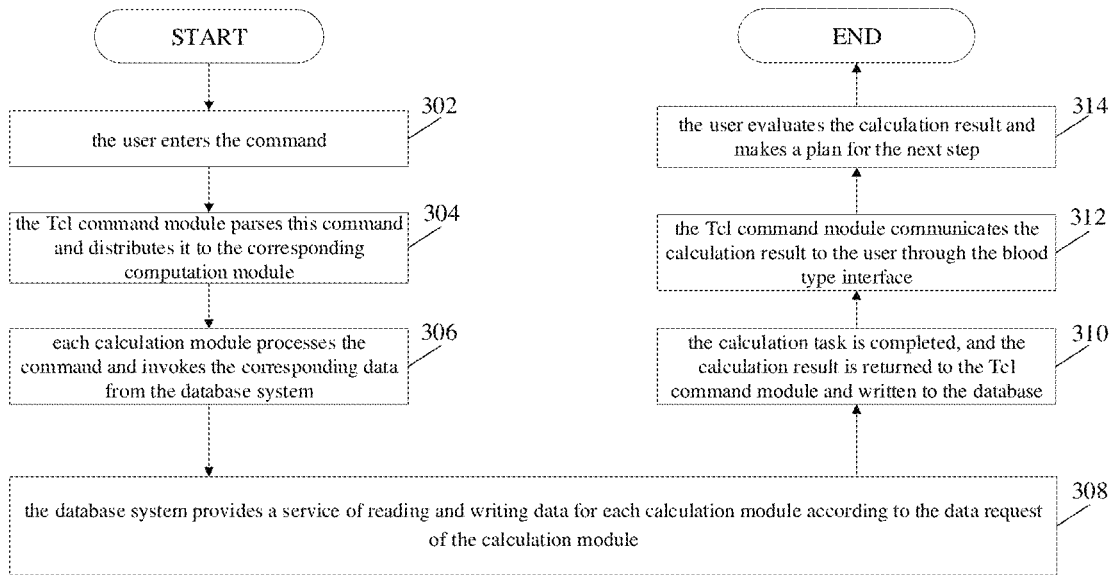 START
302
the user enters the command
304
the Tcl command module parses this command
and distributes it to the corresponding
computation module
306
each calculation module processes the
command and invokes the corresponding data
from the database system
308
the database system provides a service of reading and writing data for each calculation module according to the data request
of the calculation module
310
the calculation task is completed, and the
calculation result is returned to the Tcl
command module and written to the database
312
the Tcl command module communicates the
calculation result to the user through the blood
type interface
314
the user evaluates the calculation result and
makes a plan for the next step
END